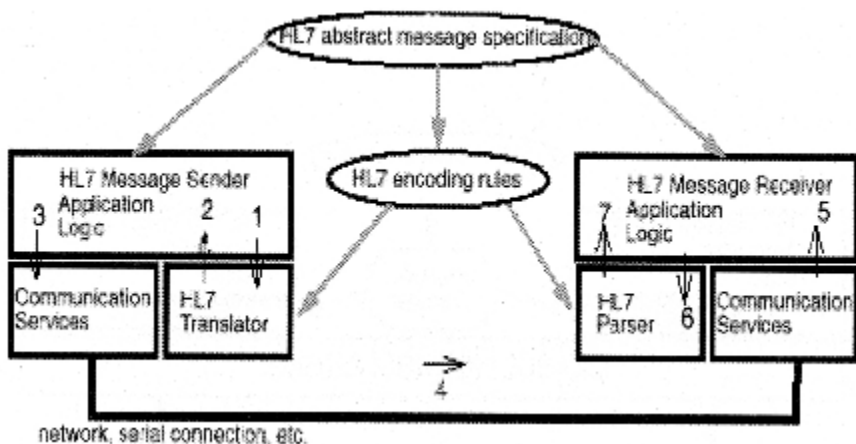 HL7 abstract message specification
HL7 Message Sender
Application
Logic
3
2
1
HL7 encoding rules
HL7 Message Receiver
Application
Logic
7
5
Communication
Services
HL7
Translator
HL7
Parser
6
Communication
Services
4
network, serial connection, etc.